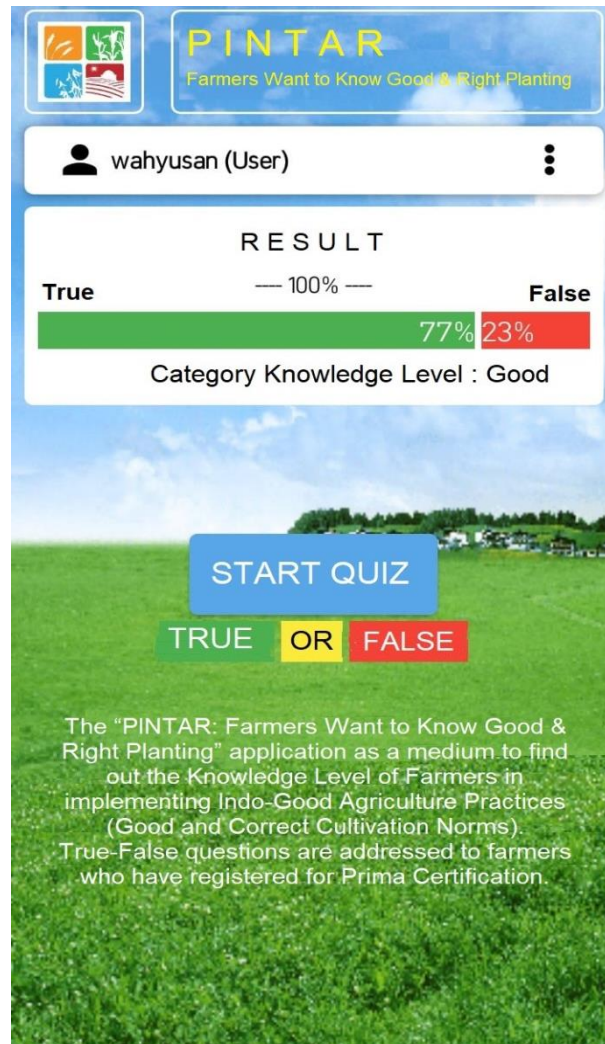 PINTAR
Farmers Want to Know Good & Right Planting
wahyusan (User)
RESULT
True
---- 100% ----
False
77%
23%
Category Knowledge Level : Good
START QUIZ
TRUE OR FALSE
The “PINTAR: Farmers Want to Know Good &
Right Planting” application as a medium to find
out the Knowledge Level of Farmers in
implementing Indo-Good Agriculture Practices
(Good and Correct Cultivation Norms).
True-False questions are addressed to farmers
who have registered for Prima Certification.